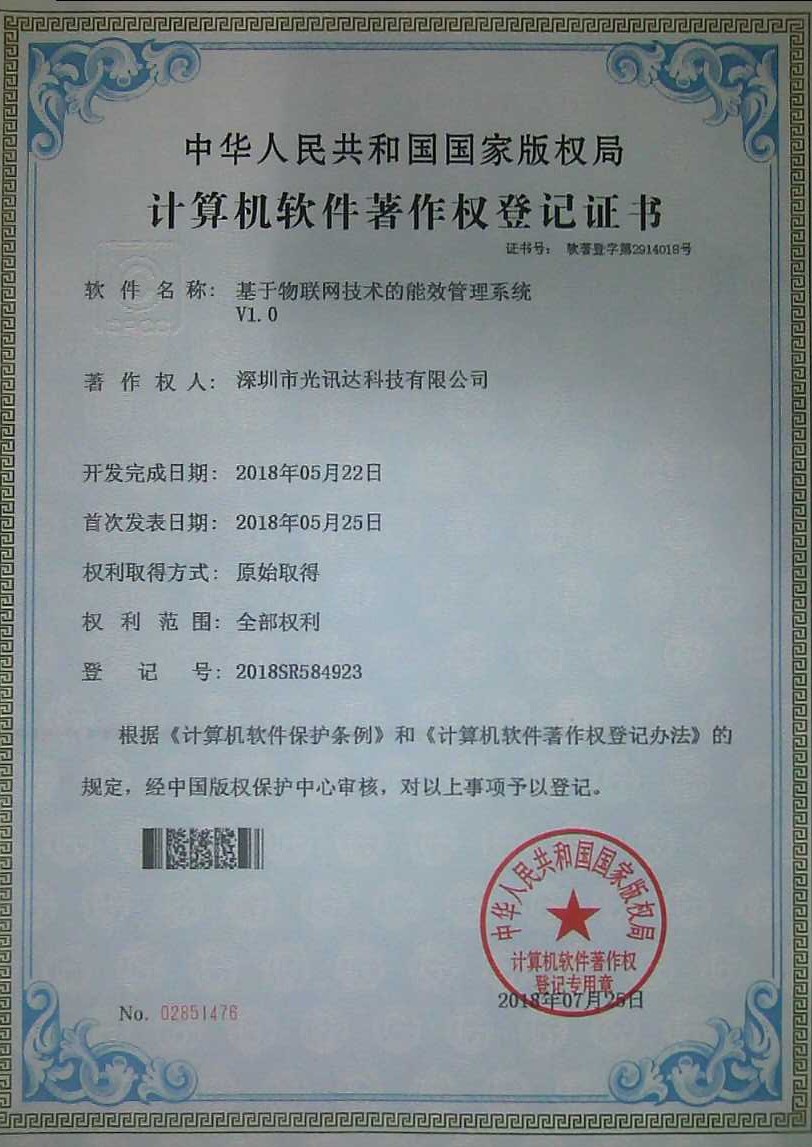 中华人民共和国国家版权局
计算机软件著作权登记证书
证书号： 软著登字第2914018号
软件名称： 基于物联网技术的能效管理系统
V1.0
著作权人： 深圳市光讯达科技有限公司
开发完成日期： 2018年05月22日
首次发表日期： 2018年05月25日
权利取得方式： 原始取得
权利范围： 全部权利
登记号： 2018SR584923
根据《计算机软件保护条例》和《计算机软件著作权登记办法》的
规定，经中国版权保护中心审核，对以上事项予以登记。
中华人民共和国国家版权局
计算机软件著作权
登记专用章
2018年07月25日
No. 02851476